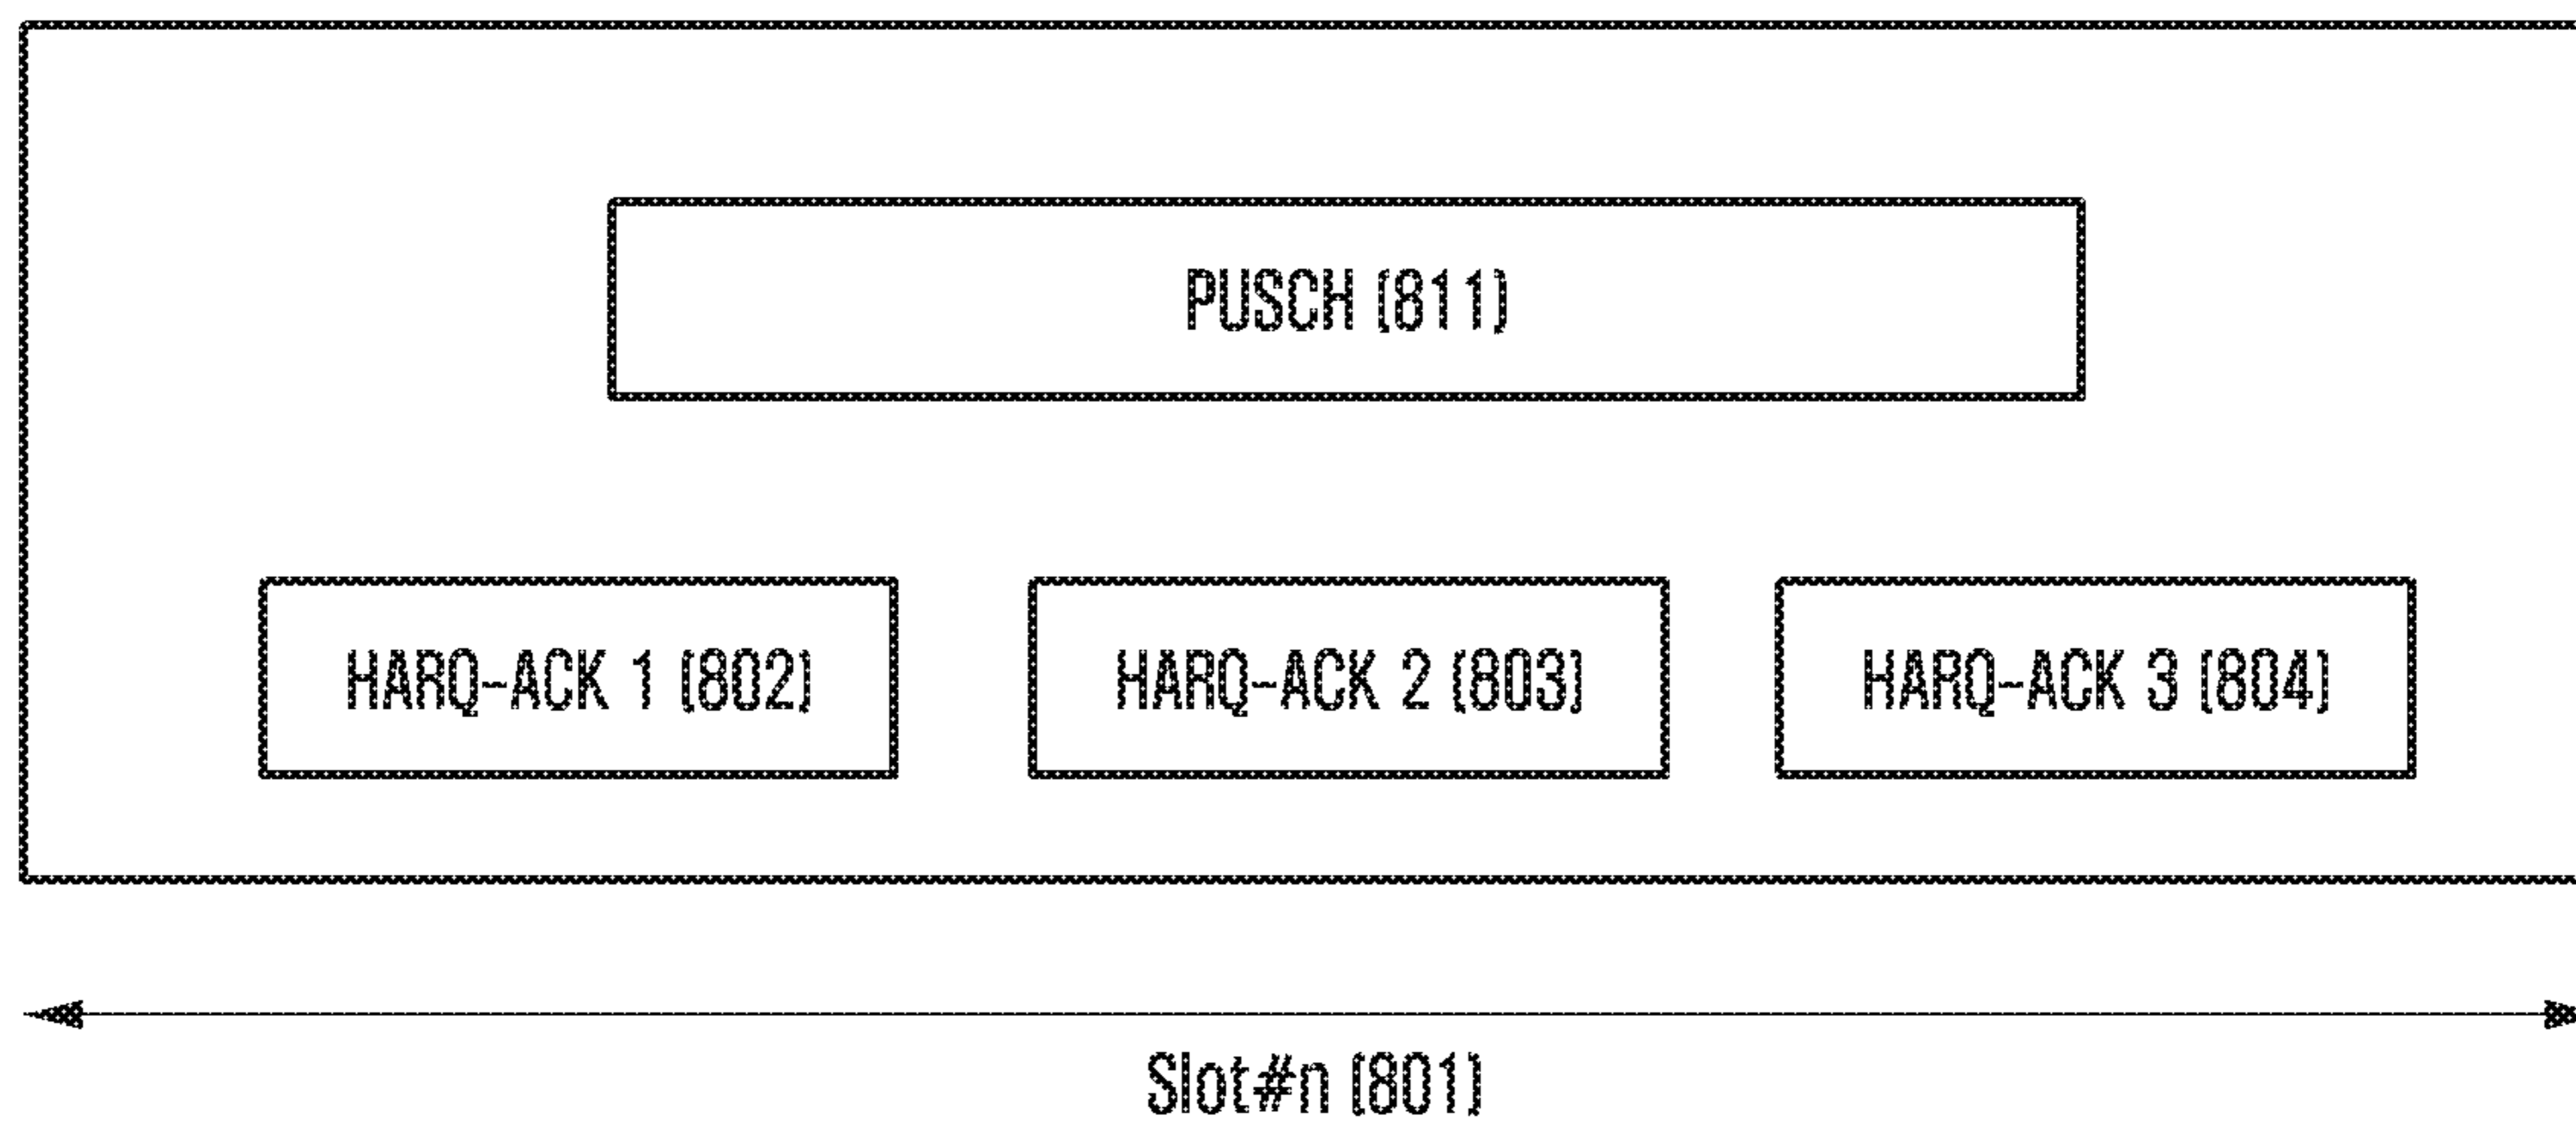 PUSCH (811)
HARQ-ACK 1 (802)
HARQ-ACK 2 (803)
HARQ-ACK 3 (804)
Slot#n (801)